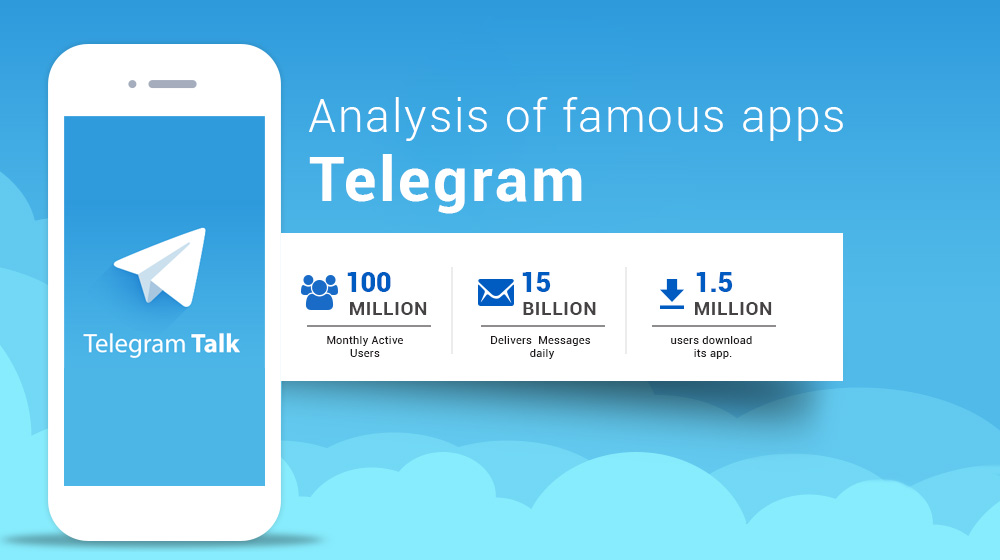 Analysis of famous apps
Telegram
Telegram Talk
100
MILLION
Monthly Active
Users
15
BILLION
Delivers Messages
daily
1.5
MILLION
users download
its app.